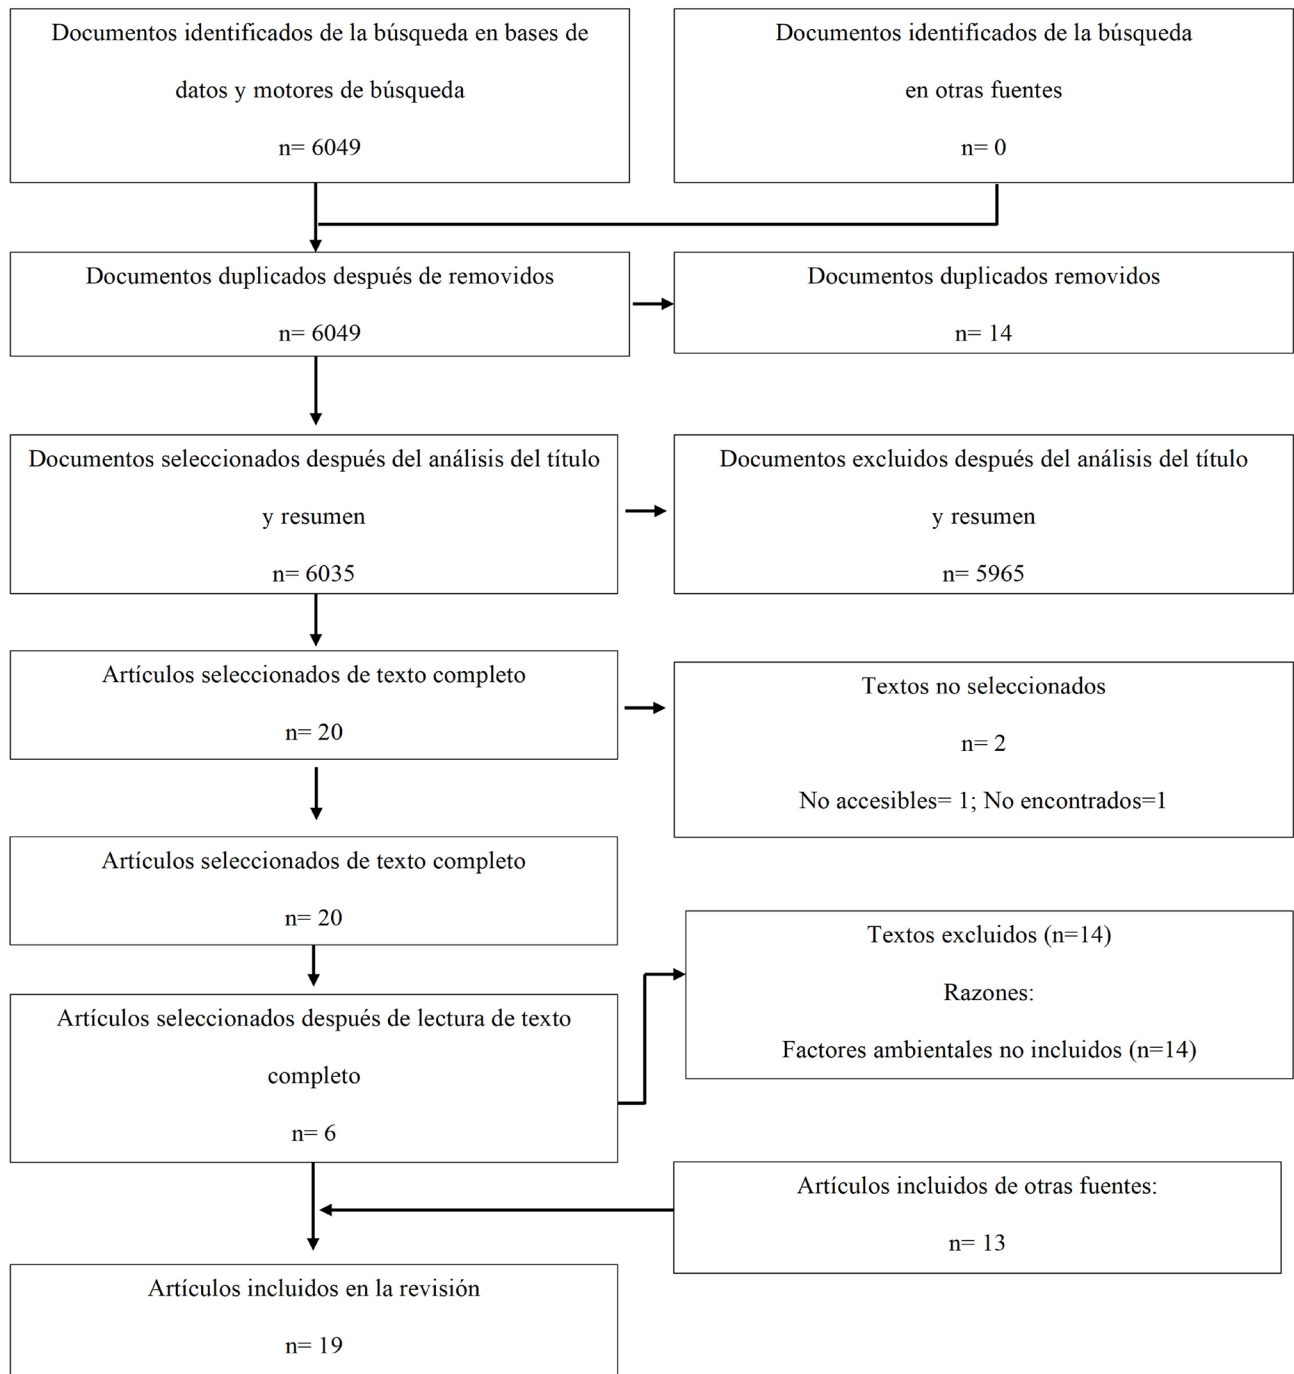 Documentos identificados de la búsqueda en bases de
datos y motores de búsqueda
n= 6049
Documentos identificados de la búsqueda
en otras fuentes
n= 0
Documentos duplicados después de removidos
n= 6049
Documentos duplicados removidos
n= 14
Documentos seleccionados después del análisis del título
y resumen
n= 6035
Documentos excluidos después del análisis del título
y resumen
n= 5965
Artículos seleccionados de texto completo
n= 20
Textos no seleccionados
n= 2
No accesibles= 1; No encontrados=1
Artículos seleccionados de texto completo
n= 20
Textos excluidos (n=14)
Razones:
Factores ambientales no incluidos (n=14)
Artículos seleccionados después de lectura de texto
completo
n= 6
Artículos incluidos de otras fuentes:
n= 13
Artículos incluidos en la revisión
n= 19